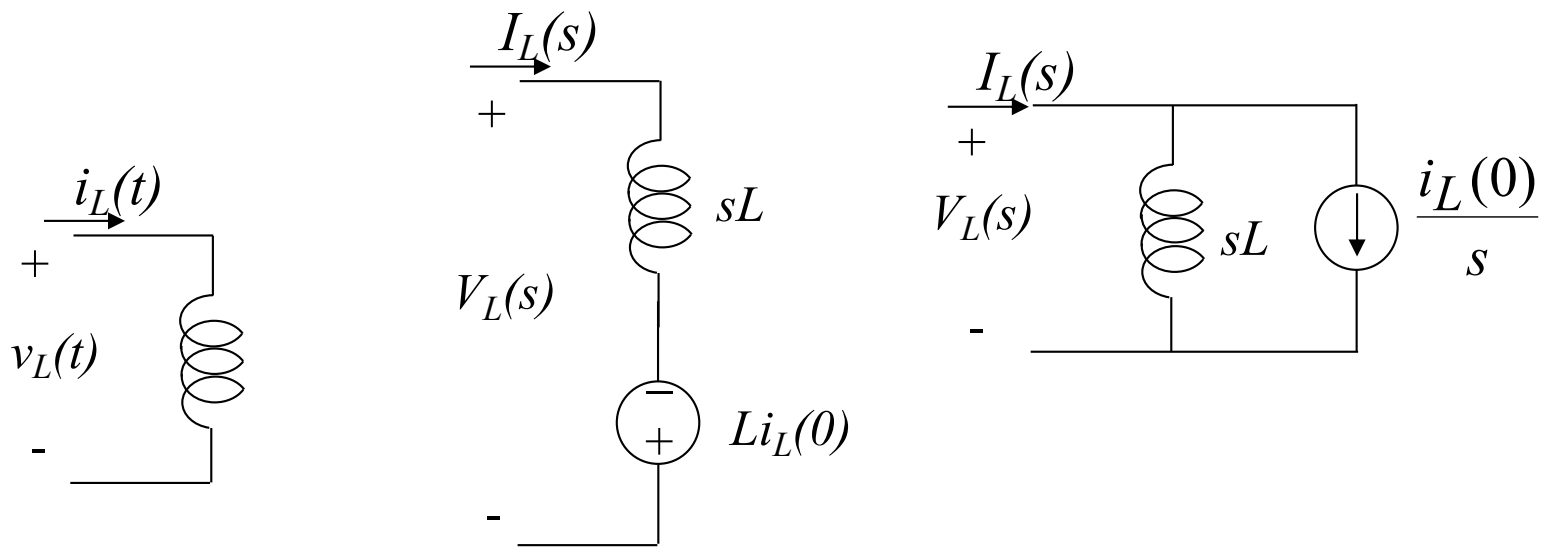 i_L(t)
+
v_L(t)
-
I_L(s)
+
sL
V_L(s)
−
+
Li_L(0)
-
I_L(s)
+
V_L(s)
sL
i_L(0)
s
-